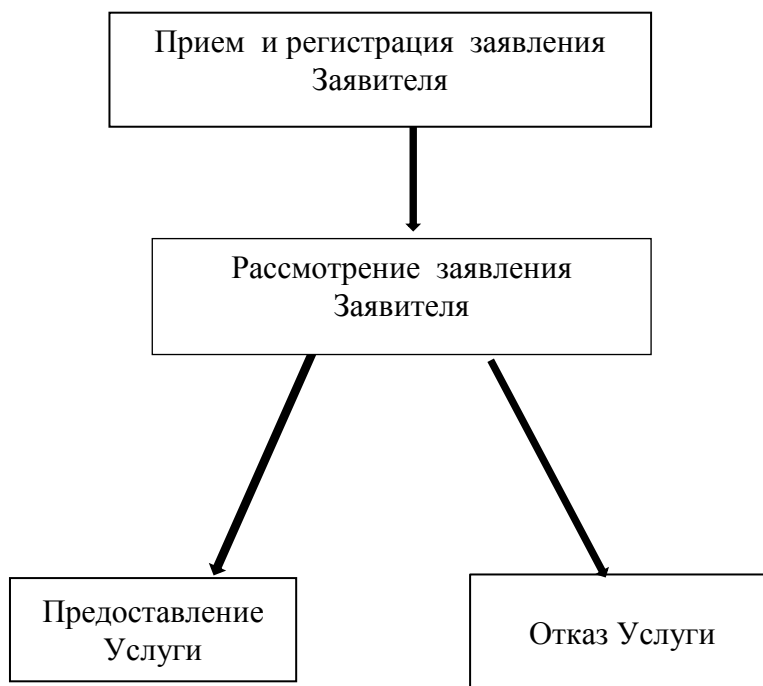 Прием и регистрация заявления
Заявителя
Рассмотрение заявления
Заявителя
Предоставление
Услуги
Отказ Услуги